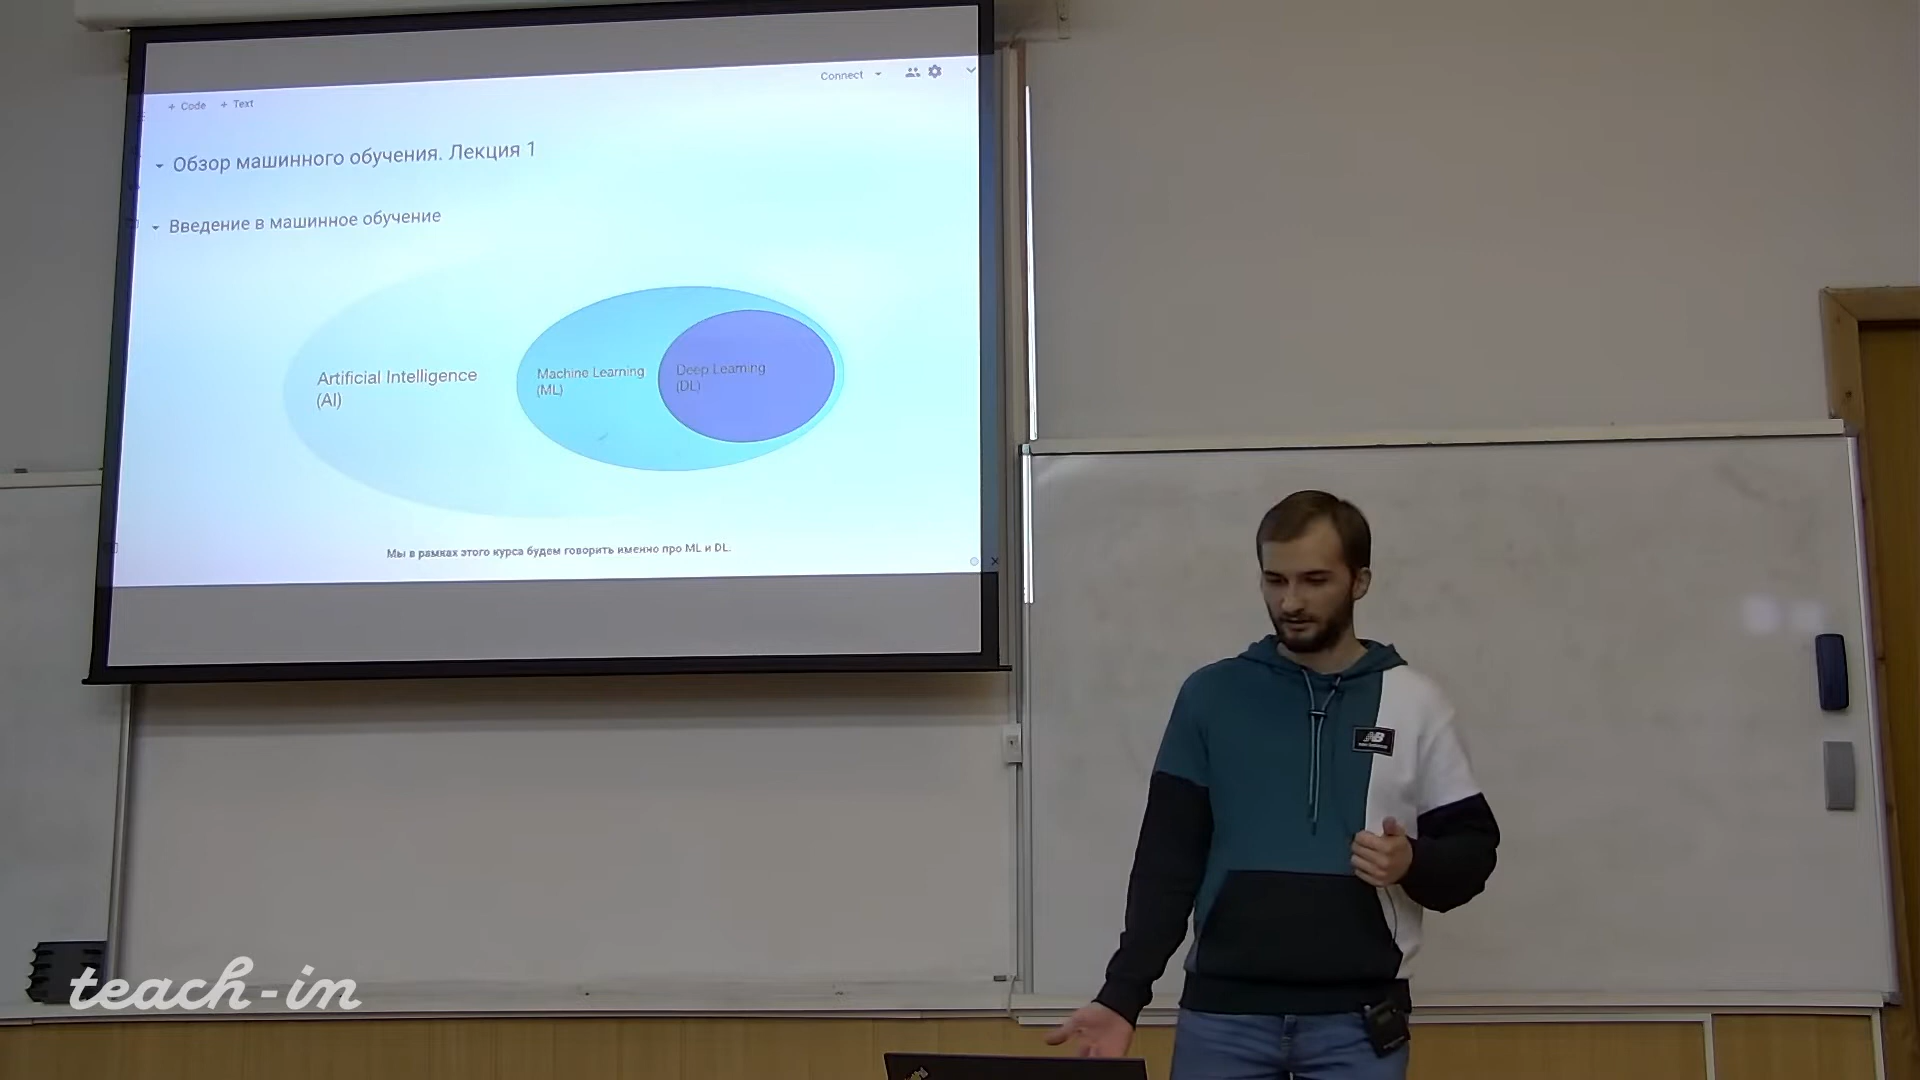 Connect
+ Code + Text
Обзор машинного обучения. Лекция 1
Введение в машинное обучение
Artificial Intelligence
(AI)
Machine Learning
(ML)
Deep Learning
(DL)
Мы в рамках этого курса будем говорить именно про ML и DL.
NB
teach-in